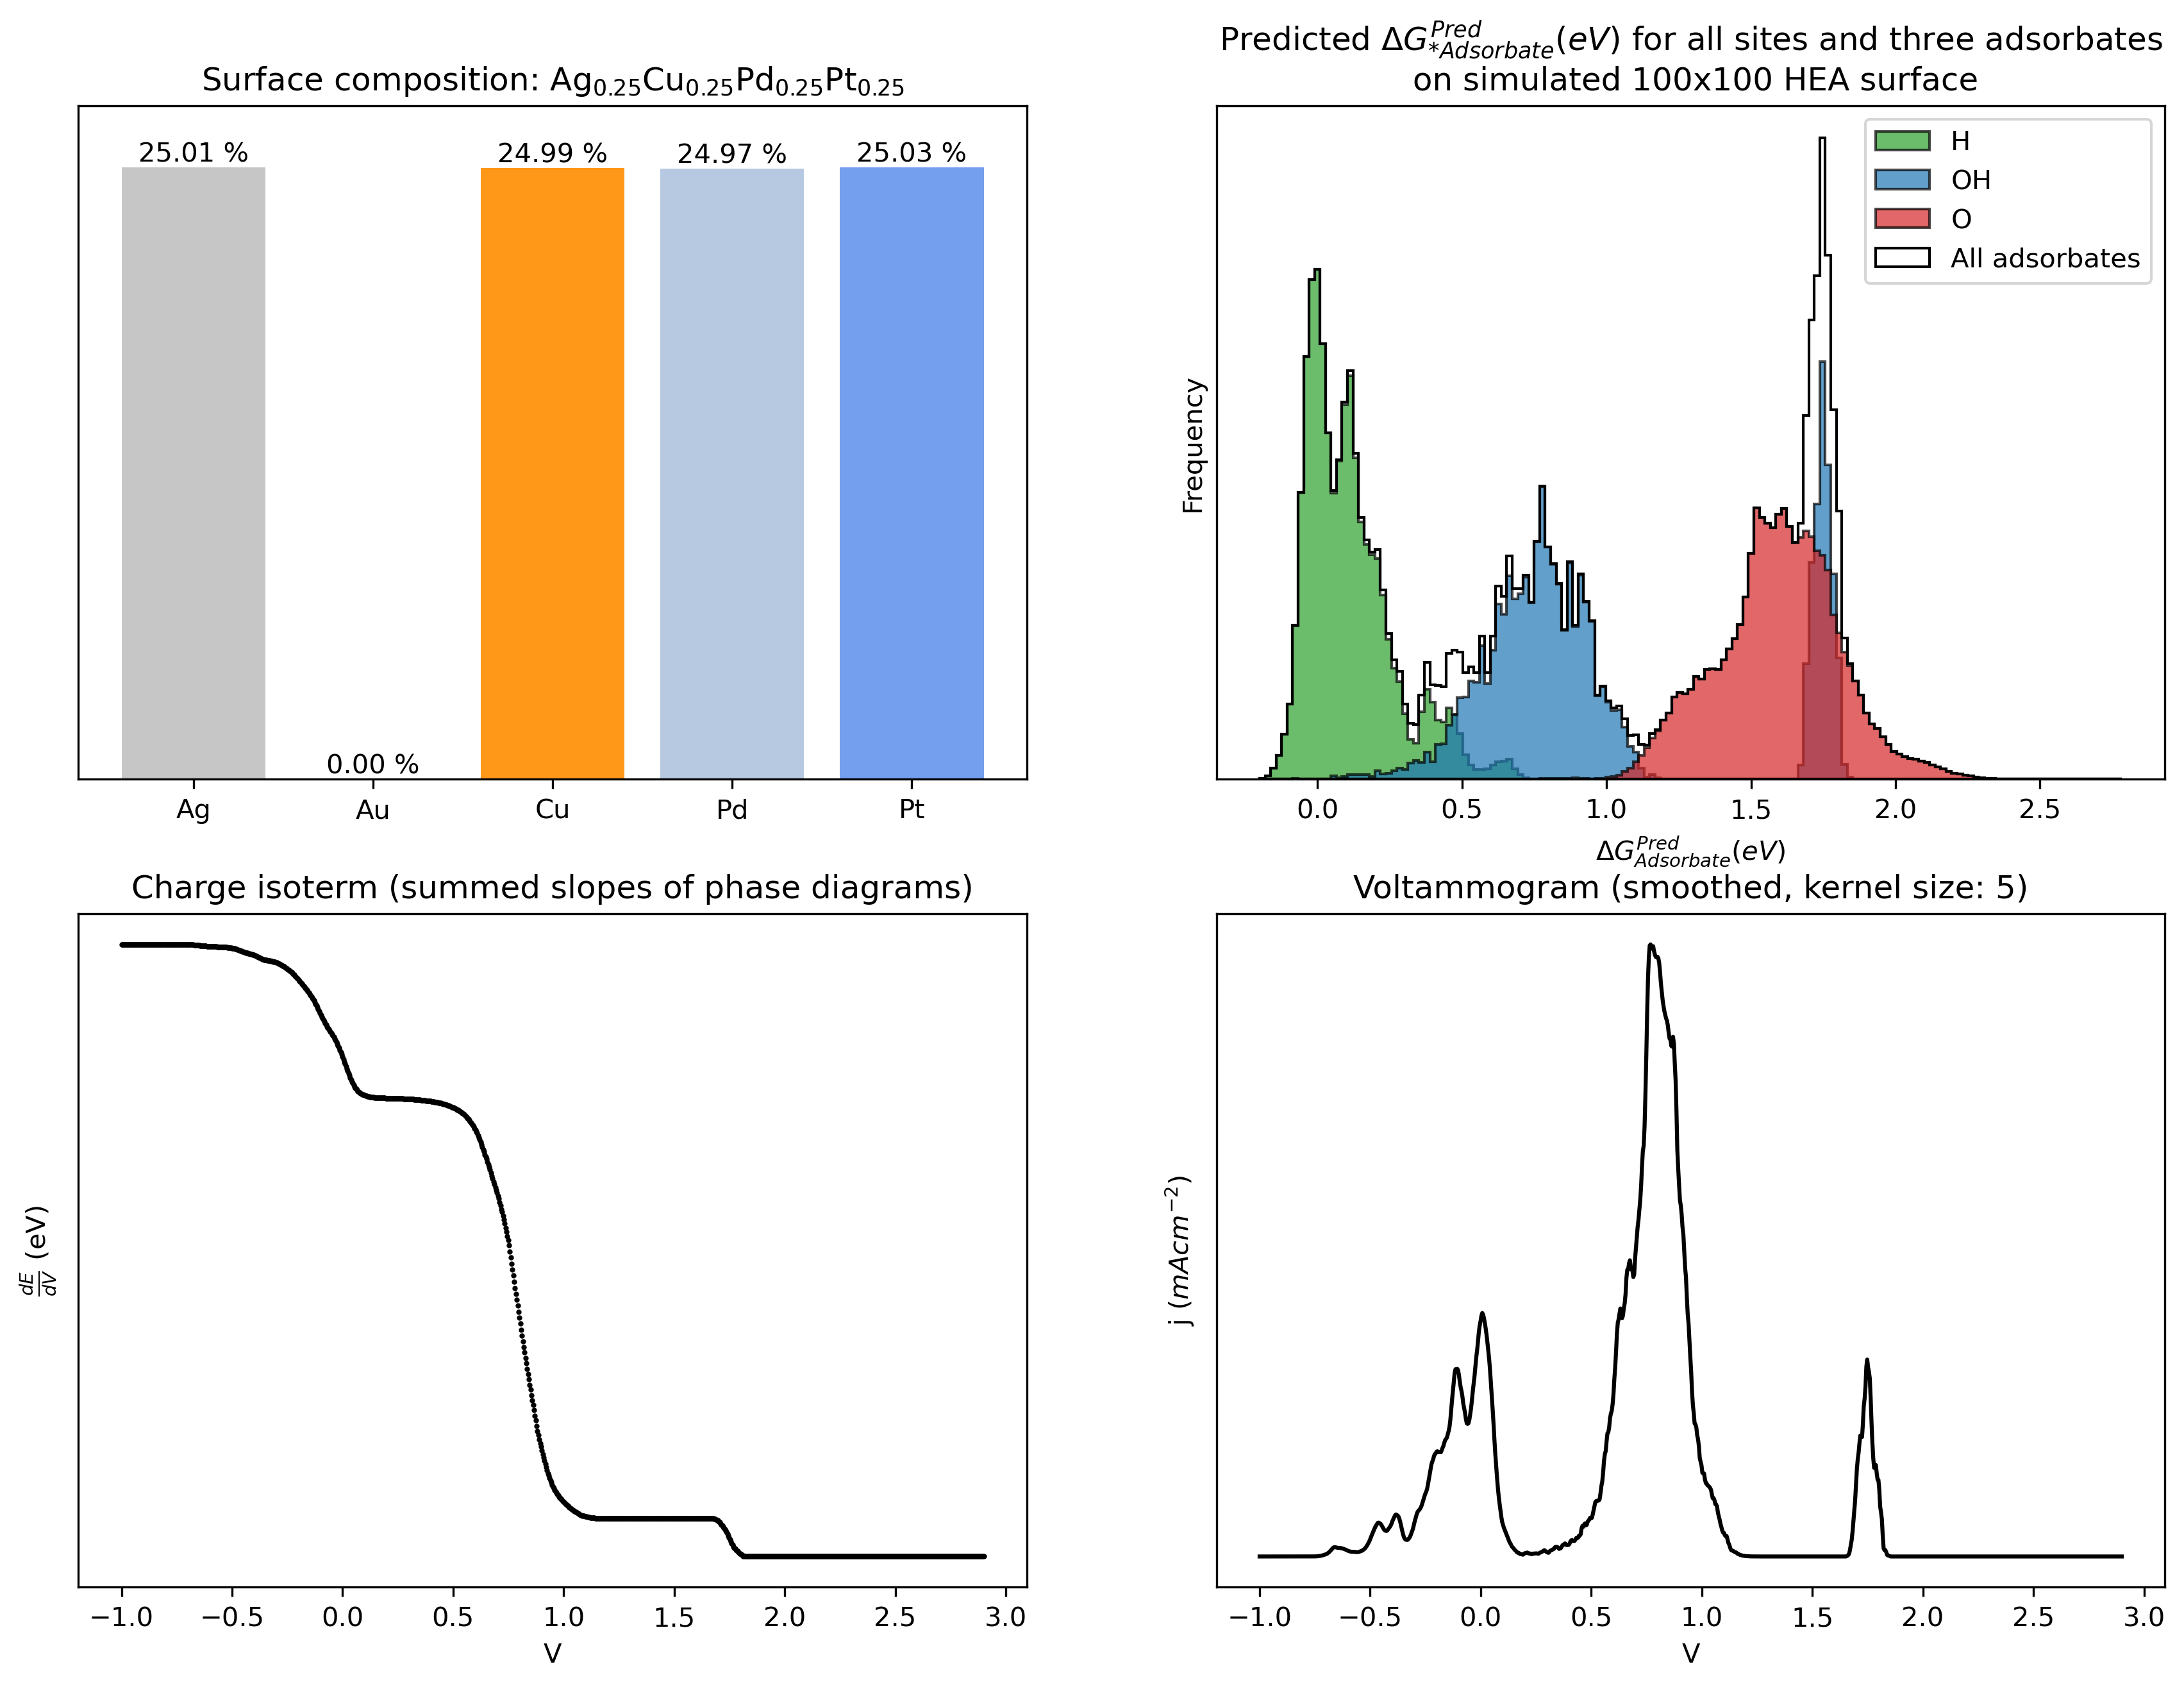 Surface composition: Ag0.25Cu0.25Pd0.25Pt0.25
25.01 %
0.00 %
24.99 %
24.97 %
25.03 %
Ag Au Cu Pd Pt
Predicted ΔG^Pred_*Adsorbate(eV) for all sites and three adsorbates
on simulated 100x100 HEA surface
Frequency
H
OH
O
All adsorbates
0.0 0.5 1.0 1.5 2.0 2.5
ΔG^Pred_Adsorbate(eV)
Charge isoterm (summed slopes of phase diagrams)
dE/dV (eV)
−1.0 −0.5 0.0 0.5 1.0 1.5 2.0 2.5 3.0
V
Voltammogram (smoothed, kernel size: 5)
j (mAcm⁻²)
−1.0 −0.5 0.0 0.5 1.0 1.5 2.0 2.5 3.0
V